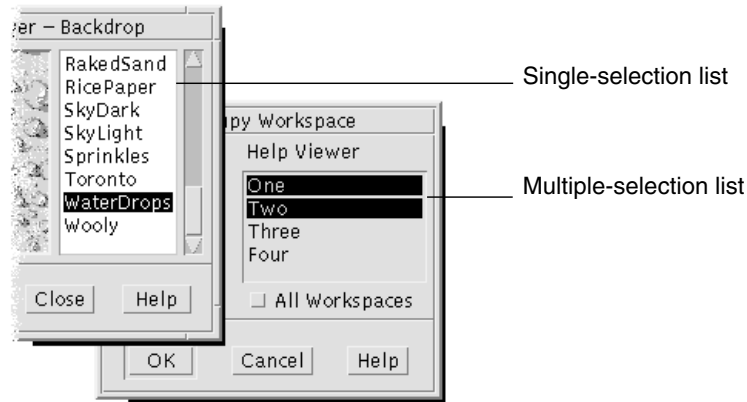 – Backdrop
RakedSand
RicePaper
SkyDark
SkyLight
Sprinkles
Toronto
WaterDrops
Wooly
Close
Help
Single-selection list
Workspace
Help Viewer
One
Two
Three
Four
All Workspaces
OK
Cancel
Help
Multiple-selection list